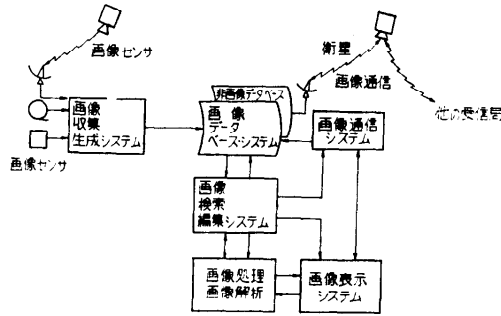 画像センサ
衛星
画像通信
他の受信局
非画像データベース
画像
収集
生成システム
画像
データ
ベース・システム
画像通信
システム
画像センサ
画像
検索
編集システム
画像処理
画像解析
画像表示
システム